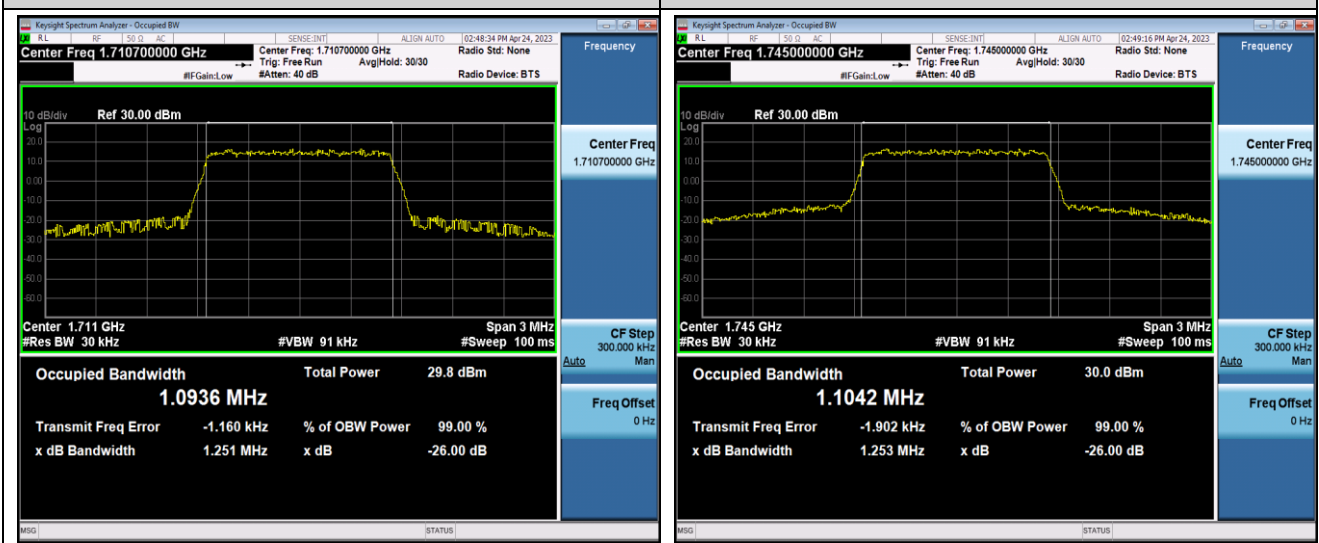 Keysight Spectrum Analyzer - Occupied BW
RL RF 50 Ω AC SENSE:INT ALIGN AUTO 02:48:34 PM Apr 24, 2023
Center Freq 1.710700000 GHz
Center Freq: 1.710700000 GHz
Radio Std: None
Trig: Free Run Avg|Hold: 30/30
#IFGain:Low
#Atten: 40 dB
Radio Device: BTS
10 dB/div Ref 30.00 dBm
Log
20.0
10.0
0.00
-10.0
-20.0
-30.0
-40.0
-50.0
-60.0
Center 1.711 GHz Span 3 MHz
#Res BW 30 kHz #VBW 91 kHz #Sweep 100 ms
Occupied Bandwidth Total Power 29.8 dBm
1.0936 MHz
Transmit Freq Error -1.160 kHz % of OBW Power 99.00 %
x dB Bandwidth 1.251 MHz x dB -26.00 dB
MSG STATUS
Frequency
Center Freq
1.710700000 GHz
CF Step
300.000 kHz
Auto Man
Freq Offset
0 Hz
Keysight Spectrum Analyzer - Occupied BW
RL RF 50 Ω AC SENSE:INT ALIGN AUTO 02:49:16 PM Apr 24, 2023
Center Freq 1.745000000 GHz
Center Freq: 1.745000000 GHz
Radio Std: None
Trig: Free Run Avg|Hold: 30/30
#IFGain:Low
#Atten: 40 dB
Radio Device: BTS
10 dB/div Ref 30.00 dBm
Log
20.0
10.0
0.00
-10.0
-20.0
-30.0
-40.0
-50.0
-60.0
Center 1.745 GHz Span 3 MHz
#Res BW 30 kHz #VBW 91 kHz #Sweep 100 ms
Occupied Bandwidth Total Power 30.0 dBm
1.1042 MHz
Transmit Freq Error -1.902 kHz % of OBW Power 99.00 %
x dB Bandwidth 1.253 MHz x dB -26.00 dB
MSG STATUS
Frequency
Center Freq
1.745000000 GHz
CF Step
300.000 kHz
Auto Man
Freq Offset
0 Hz